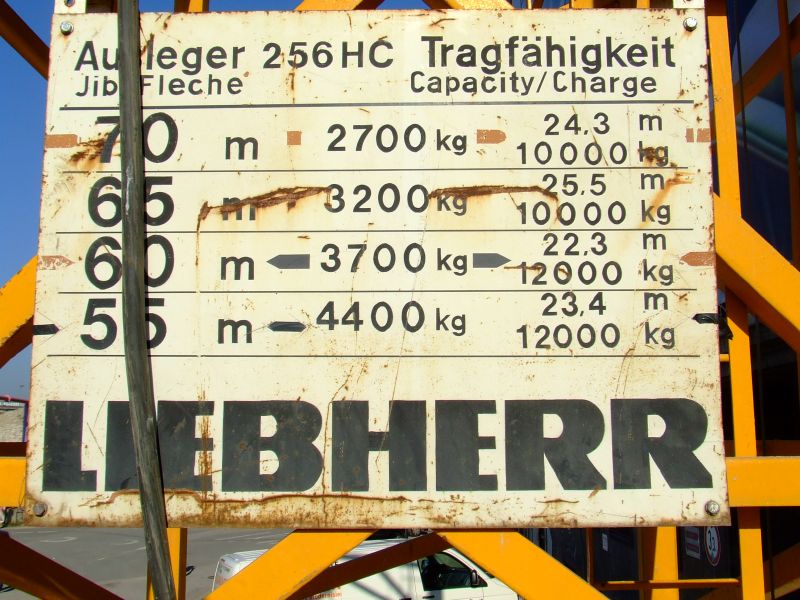 Ausleger 256HC Tragfähigkeit
Jib/Fleche Capacity/Charge
70 m 2700 kg 24,3 m
10000 kg
65 m 3200 kg 25,5 m
10000 kg
60 m 3700 kg 22,3 m
12000 kg
55 m 4400 kg 23,4 m
12000 kg
LIEBHERR